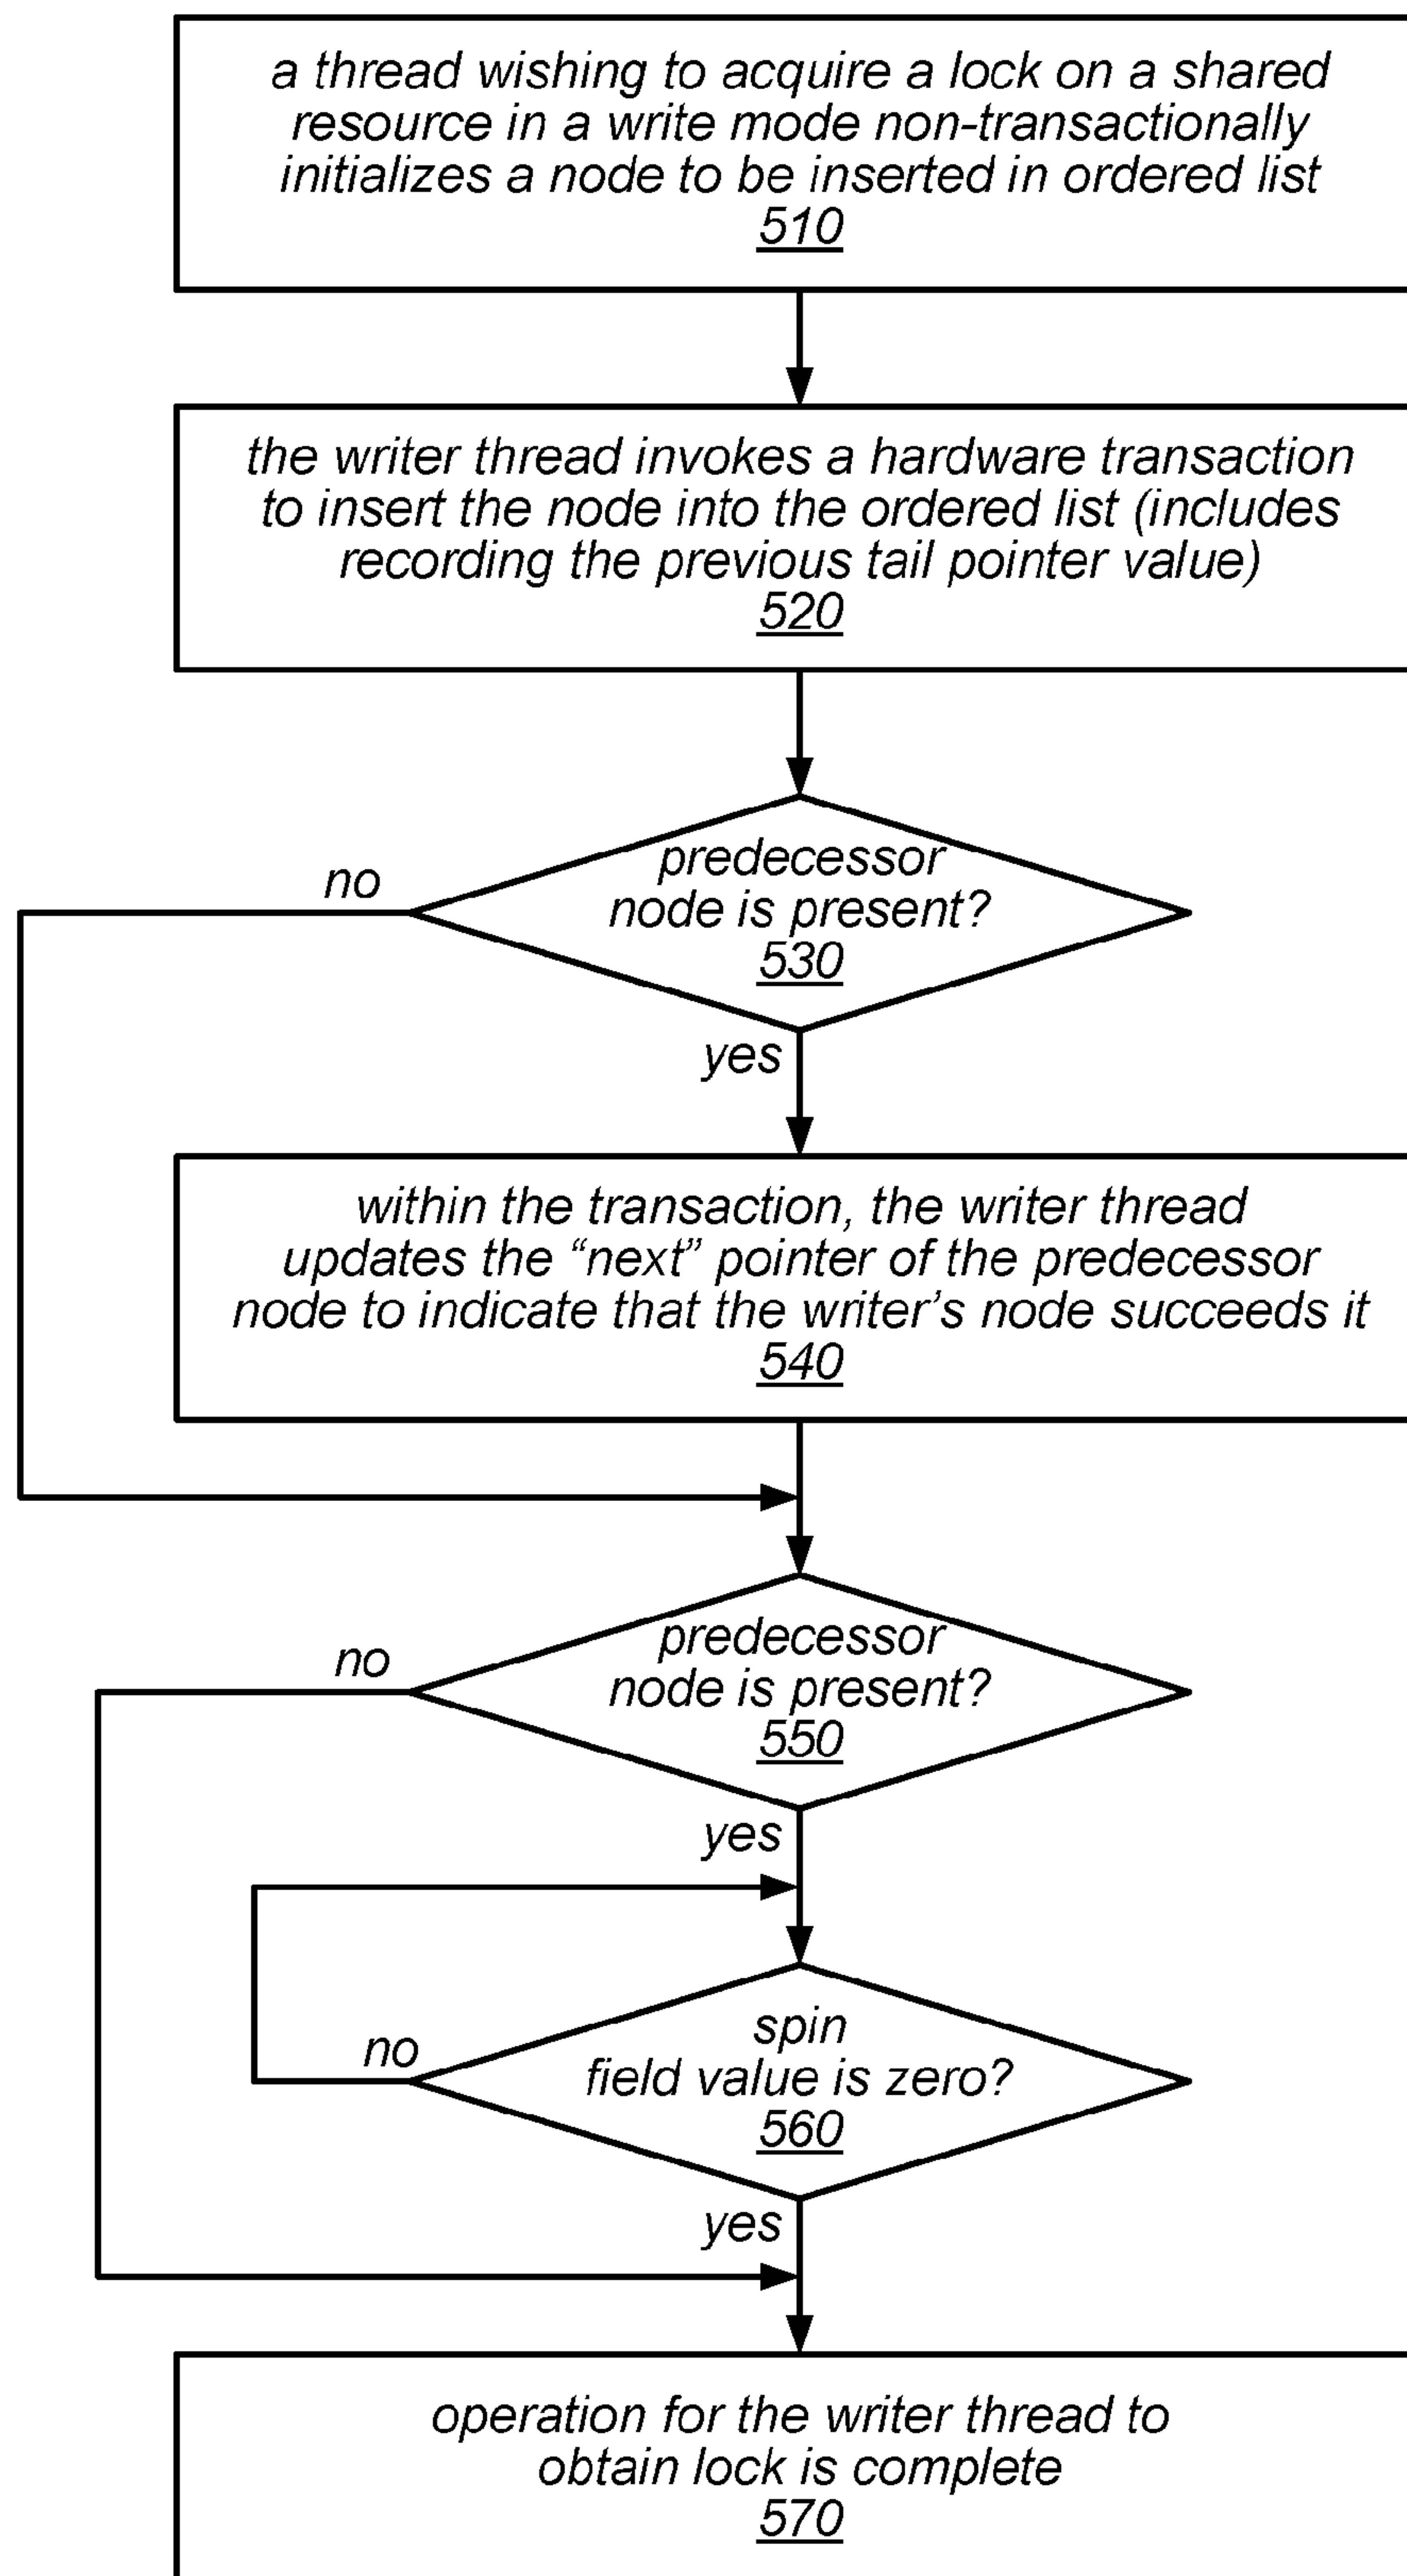 a thread wishing to acquire a lock on a shared
resource in a write mode non-transactionally
initializes a node to be inserted in ordered list
510
the writer thread invokes a hardware transaction
to insert the node into the ordered list (includes
recording the previous tail pointer value)
520
predecessor
node is present?
530
no
yes
within the transaction, the writer thread
updates the “next” pointer of the predecessor
node to indicate that the writer’s node succeeds it
540
predecessor
node is present?
550
no
yes
spin
field value is zero?
560
no
yes
operation for the writer thread to
obtain lock is complete
570